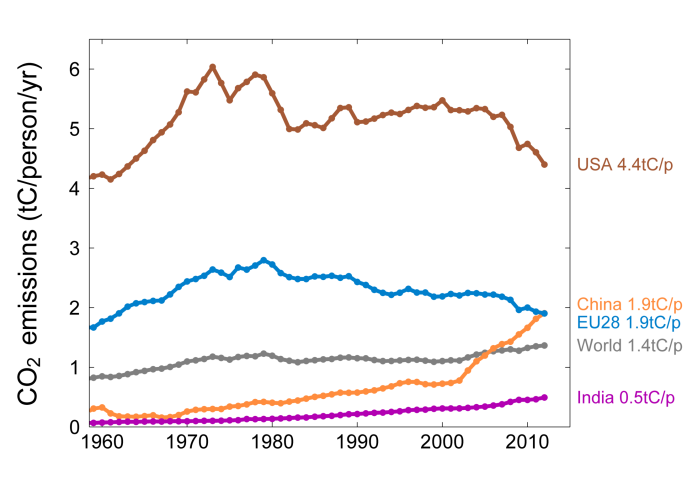 CO2 emissions (tC/person/yr)
6
5
4
3
2
1
0
1960 1970 1980 1990 2000 2010
USA 4.4tC/p
China 1.9tC/p
EU28 1.9tC/p
World 1.4tC/p
India 0.5tC/p